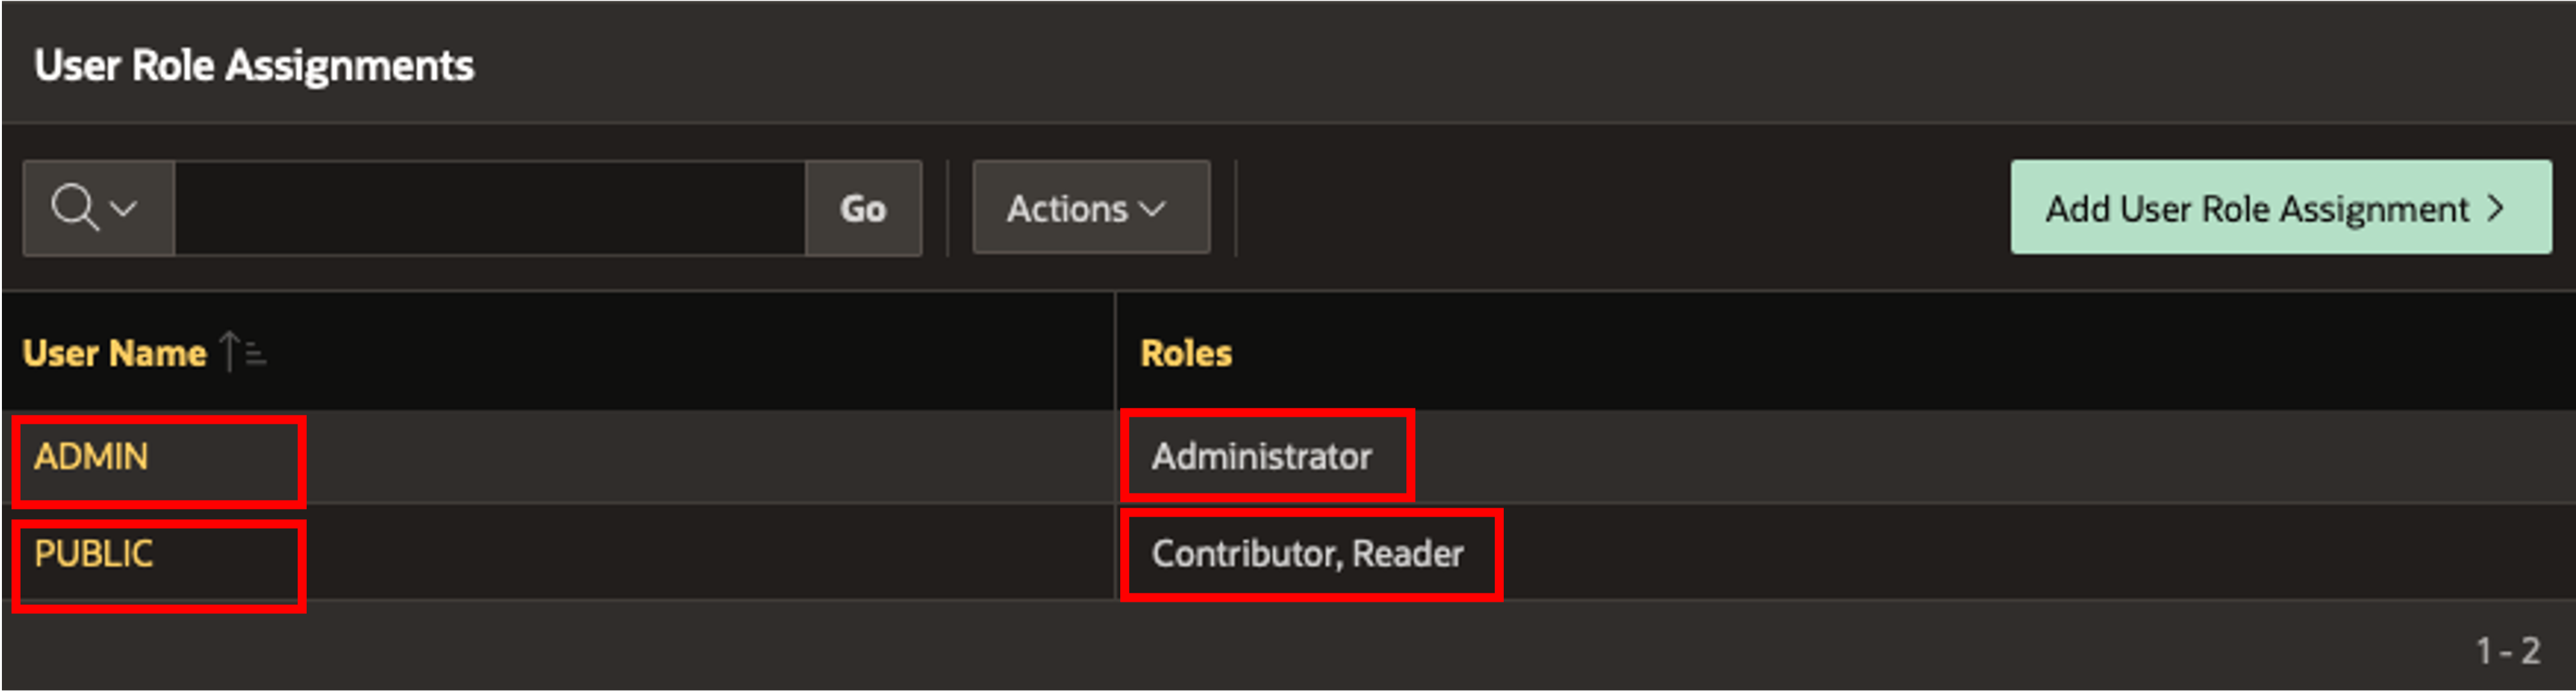 User Role Assignments
Go Actions Add User Role Assignment
User Name Roles
ADMIN Administrator
PUBLIC Contributor, Reader
1 - 2